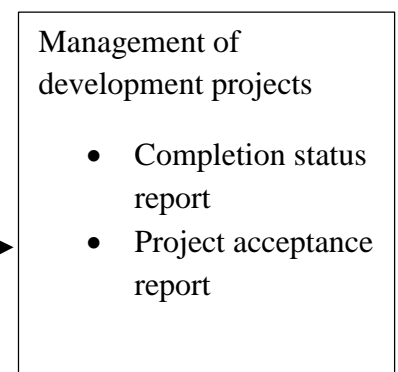 Management of
development projects
• Completion status
report
• Project acceptance
report